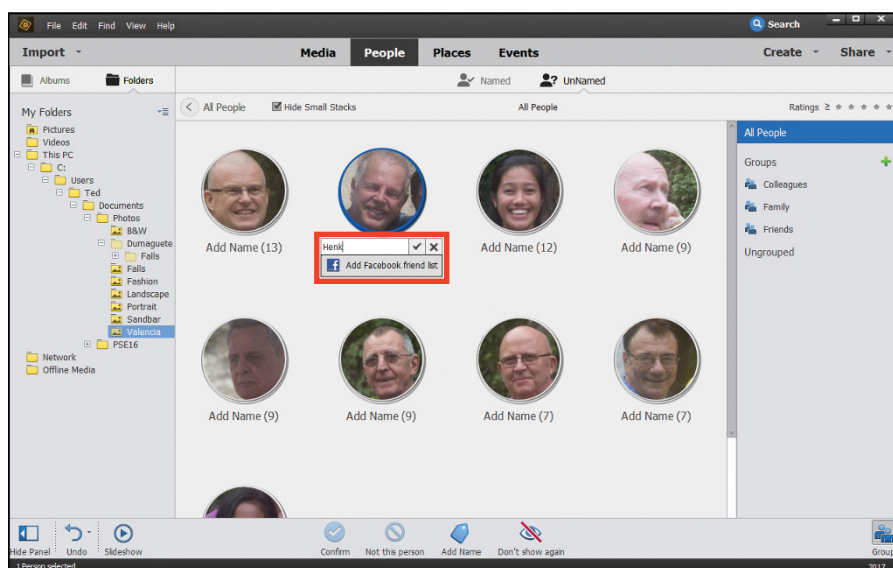 File Edit Find View Help Search
Import Media People Places Events Create Share
Albums Folders Named UnNamed
My Folders All People Hide Small Stacks All People Ratings ≥
Pictures
Videos
This PC
C:
Users
Ted
Documents
Photos
B&W
Dumaguete
Falls
Falls
Fashion
Landscape
Portrait
Sandbar
Valencia
PSE16
Network
Offline Media
Add Name (13) Add Name (12) Add Name (9)
Henk
Add Facebook friend list
Add Name (9) Add Name (9) Add Name (7) Add Name (7)
All People
Groups
Colleagues
Family
Friends
Ungrouped
Hide Panel Undo Slideshow Confirm Not this person Add Name Don't show again
1 Person selected 2017